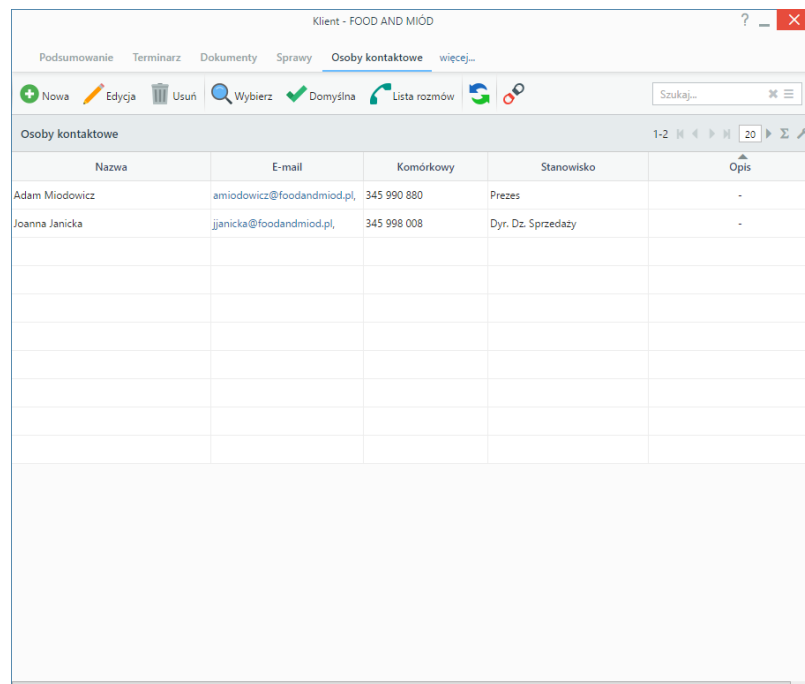 Klient - FOOD AND MIÓD ?
Podsumowanie Terminarz Dokumenty Sprawy Osoby kontaktowe więcej...
Nowa Edycja Usuń Wybierz Domyślna Lista rozmów Szukaj...
Osoby kontaktowe 1-2 20 Σ
Nazwa E-mail Komórkowy Stanowisko Opis
Adam Miodowicz amiodowicz@foodandmiod.pl, 345 990 880 Prezes -
Joanna Janicka jjanicka@foodandmiod.pl, 345 998 008 Dyr. Dz. Sprzedaży -